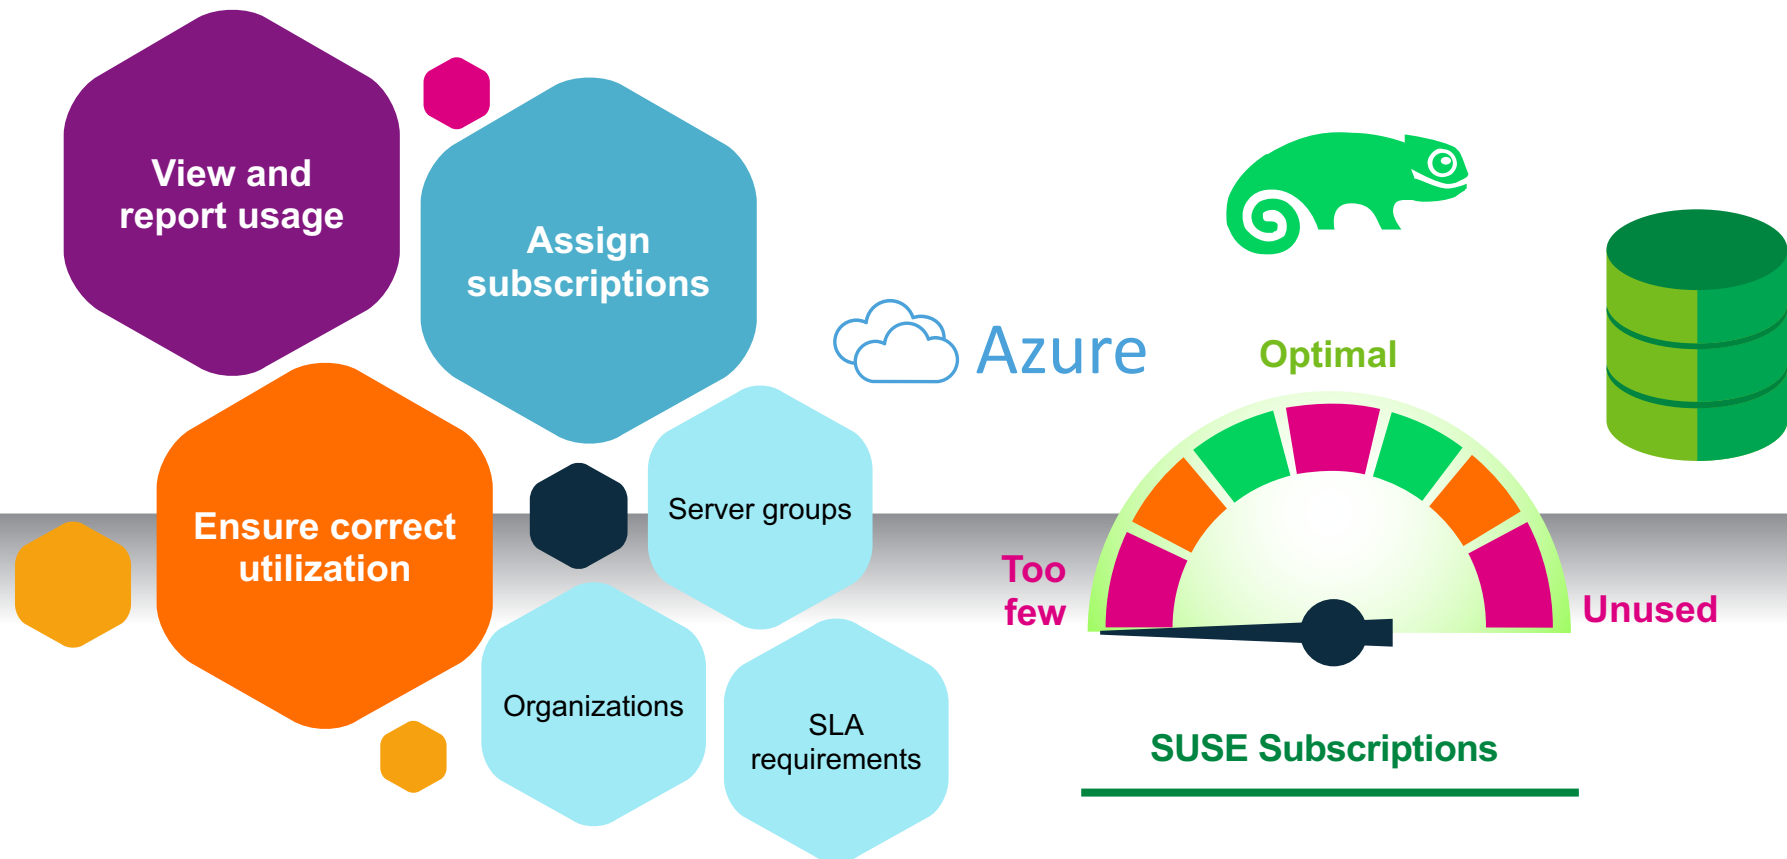 View and
report usage
Assign
subscriptions
Ensure correct
utilization
Server groups
Organizations
SLA
requirements
Azure
Optimal
Too
few
Unused
SUSE Subscriptions